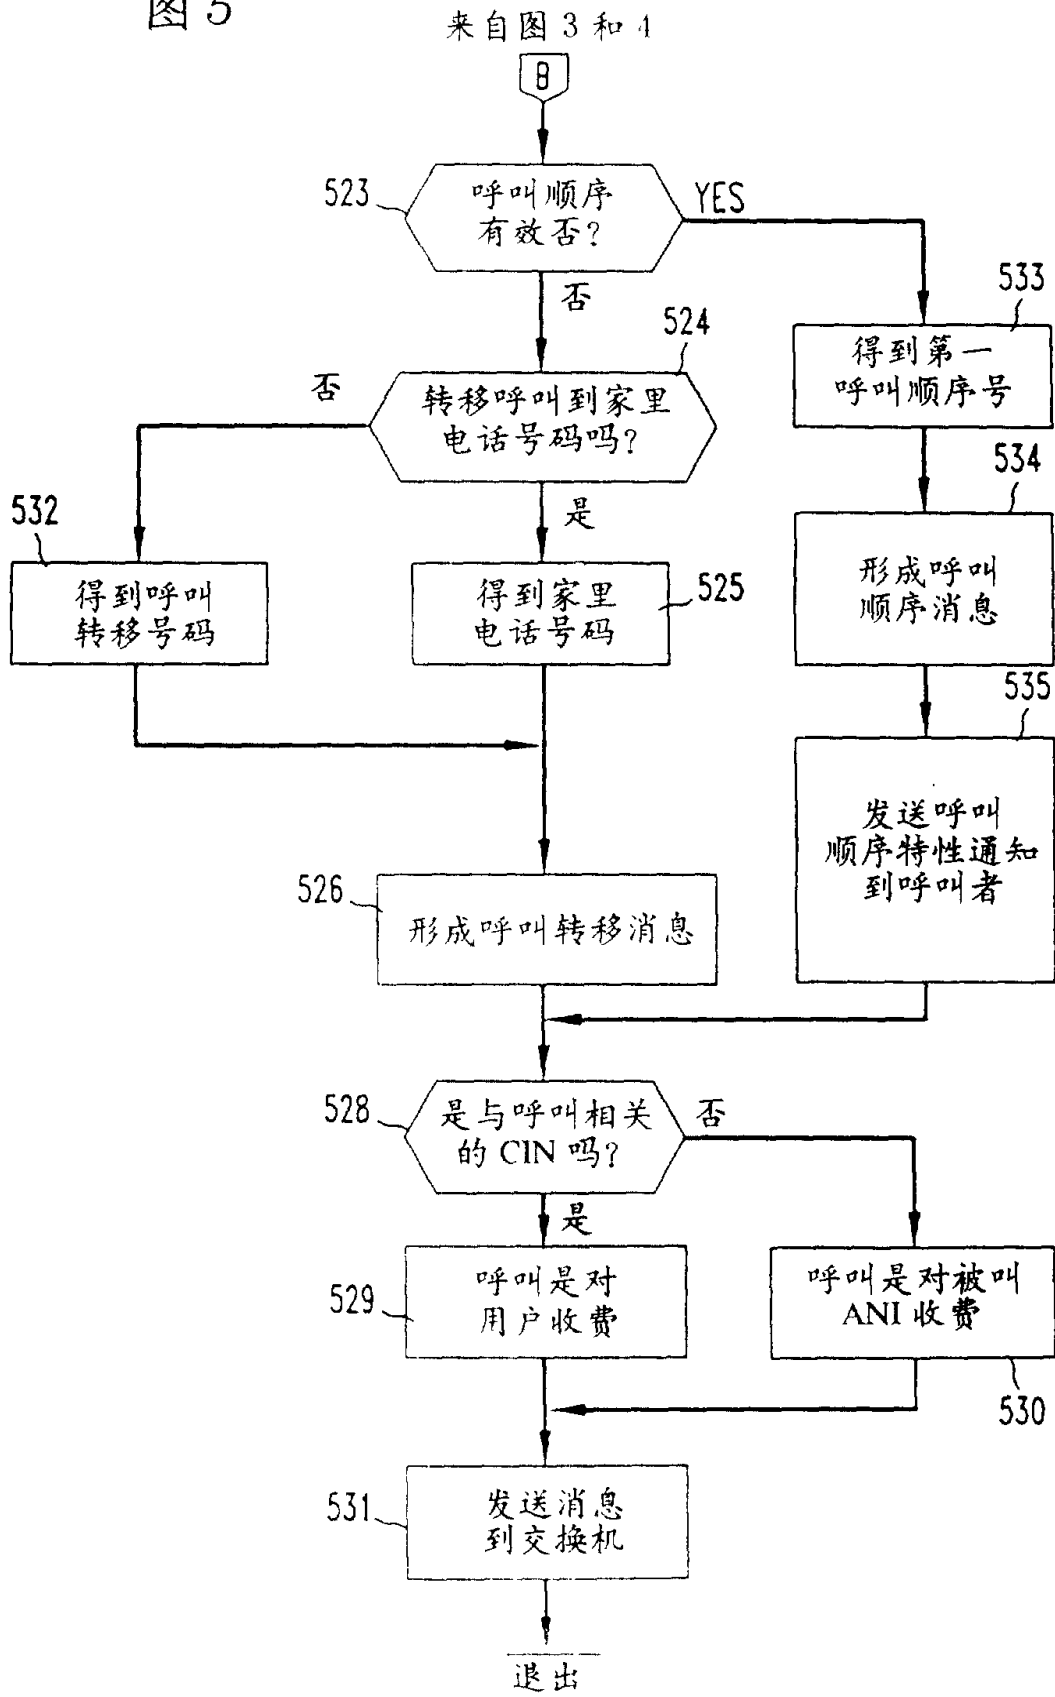 图 5
来自图 3 和 4
B
523
呼叫顺序
有效否?
YES
否
533
得到第一
呼叫顺序号
524
转移呼叫到家里
电话号码吗?
否
是
534
形成呼叫
顺序消息
532
得到呼叫
转移号码
得到家里
电话号码
525
535
发送呼叫
顺序特性通知
到呼叫者
526
形成呼叫转移消息
528
是与呼叫相关
的 CIN 吗?
否
是
529
呼叫是对
用户收费
呼叫是对被叫
ANI 收费
530
531
发送消息
到交换机
退出